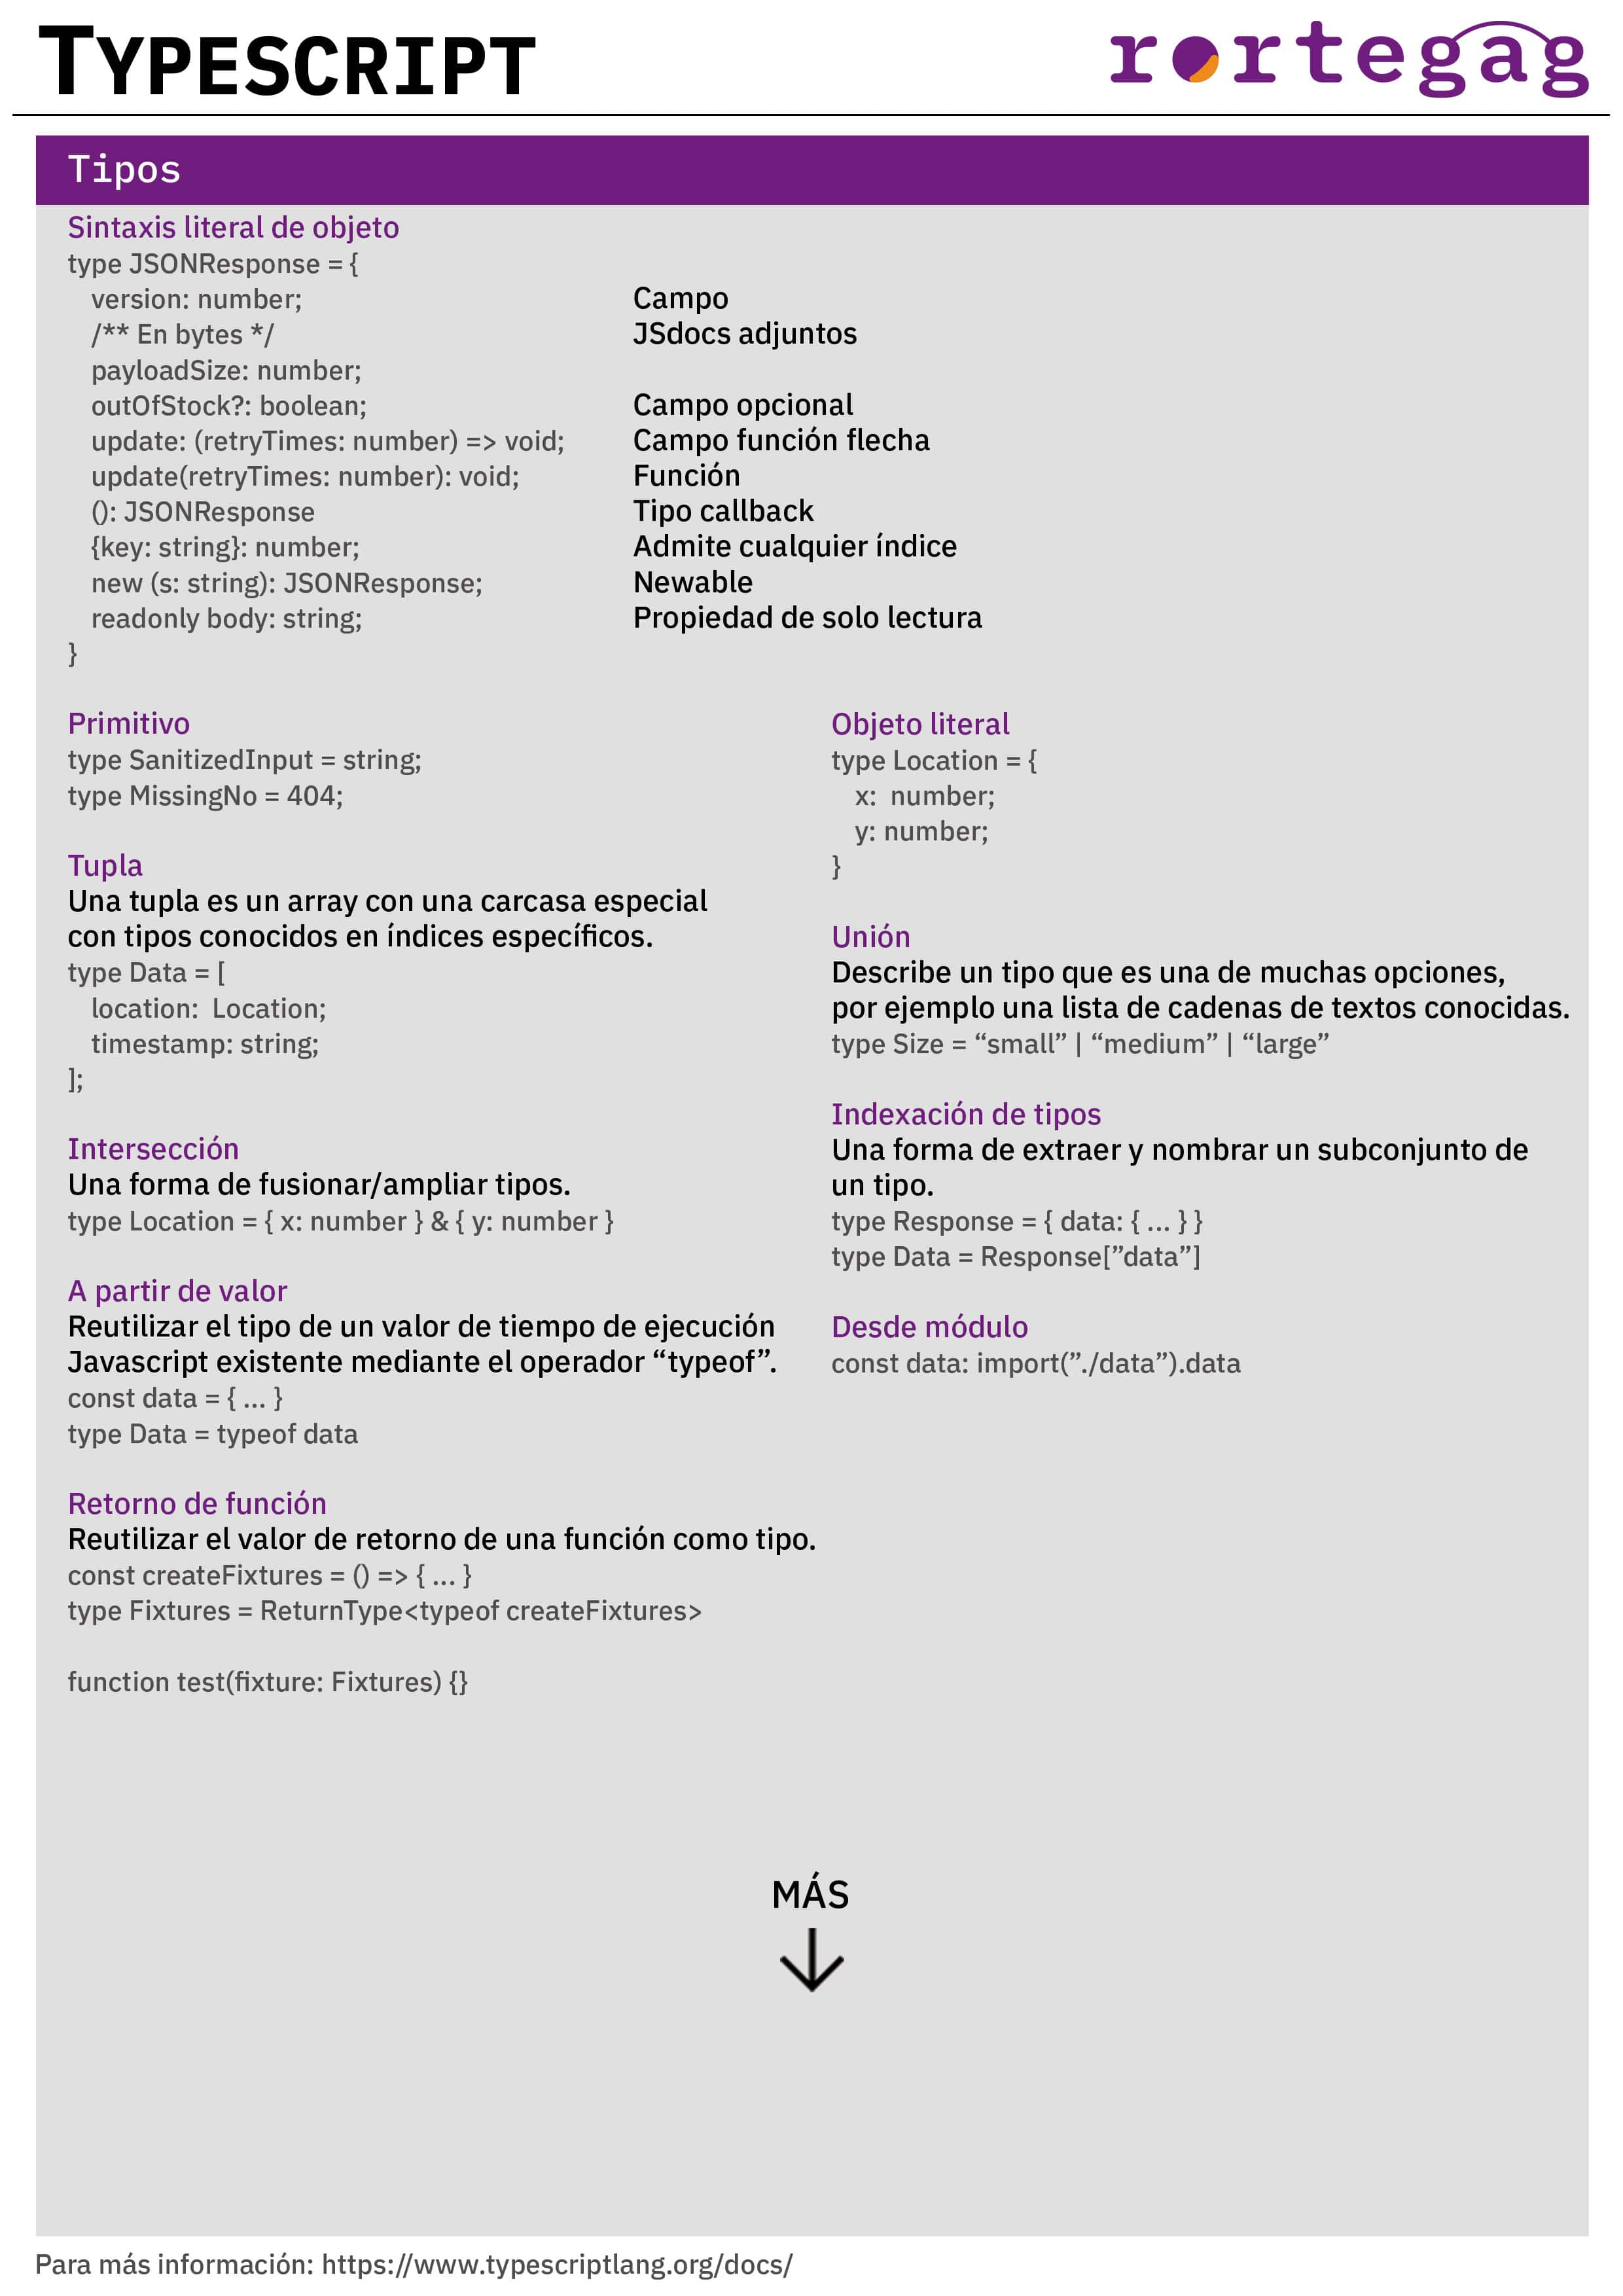 TYPESCRIPT
rortegag
Tipos
Sintaxis literal de objeto
type JSONResponse = {
version: number; Campo
/** En bytes */ JSdocs adjuntos
payloadSize: number;
outOfStock?: boolean; Campo opcional
update: (retryTimes: number) => void; Campo función flecha
update(retryTimes: number): void; Función
(): JSONResponse Tipo callback
{key: string}: number; Admite cualquier índice
new (s: string): JSONResponse; Newable
readonly body: string; Propiedad de solo lectura
}
Primitivo
type SanitizedInput = string;
type MissingNo = 404;
Tupla
Una tupla es un array con una carcasa especial
con tipos conocidos en índices específicos.
type Data = [
location:  Location;
timestamp: string;
];
Intersección
Una forma de fusionar/ampliar tipos.
type Location = { x: number } & { y: number }
A partir de valor
Reutilizar el tipo de un valor de tiempo de ejecución
Javascript existente mediante el operador “typeof”.
const data = { ... }
type Data = typeof data
Retorno de función
Reutilizar el valor de retorno de una función como tipo.
const createFixtures = () => { ... }
type Fixtures = ReturnType<typeof createFixtures>
function test(fixture: Fixtures) {}
Objeto literal
type Location = {
x:  number;
y: number;
}
Unión
Describe un tipo que es una de muchas opciones,
por ejemplo una lista de cadenas de textos conocidas.
type Size = “small” | “medium” | “large”
Indexación de tipos
Una forma de extraer y nombrar un subconjunto de
un tipo.
type Response = { data: { ... } }
type Data = Response[”data”]
Desde módulo
const data: import(”./data”).data
MÁS
Para más información: https://www.typescriptlang.org/docs/